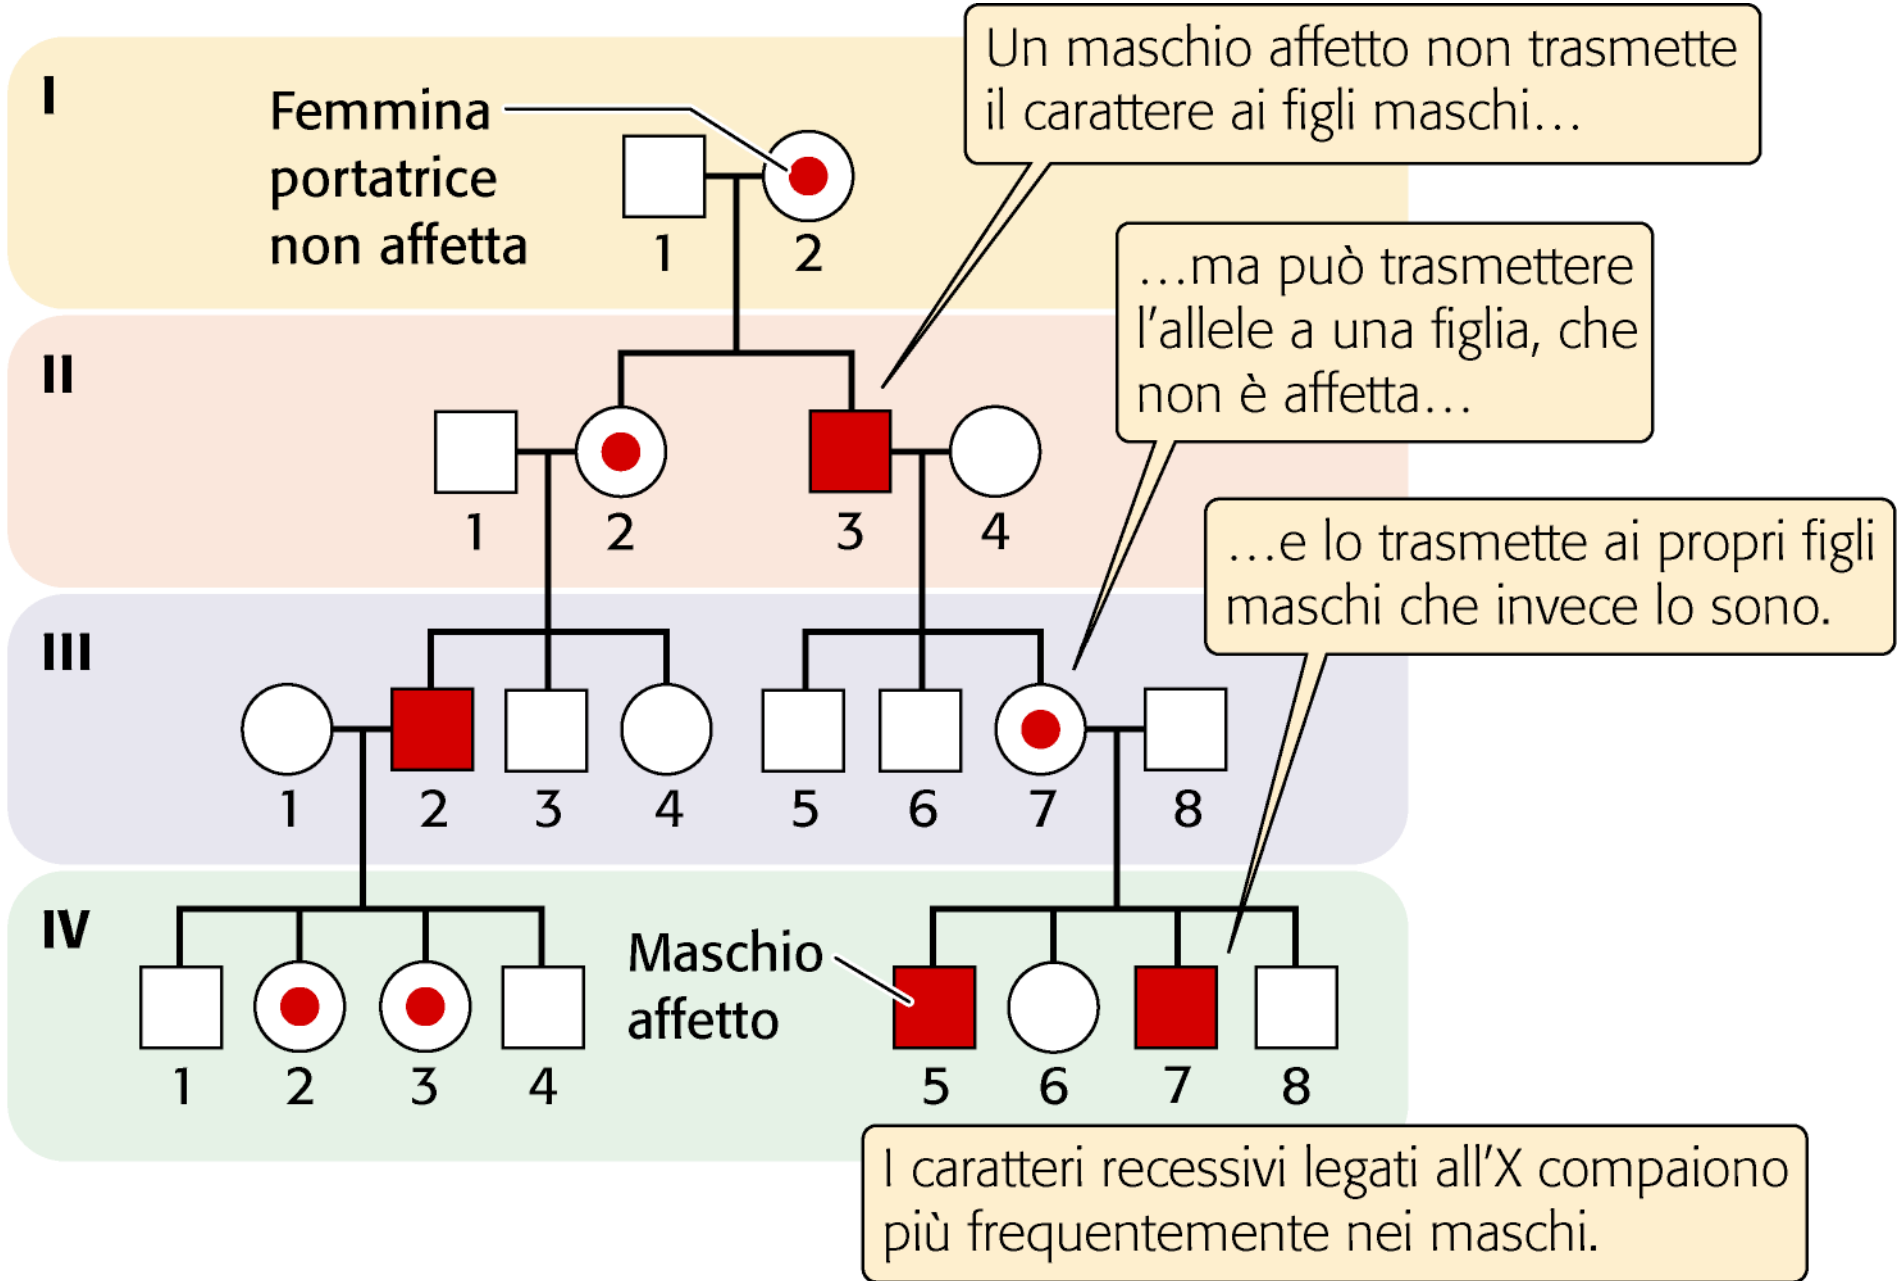 I
Femmina
portatrice
non affetta
1 2
Un maschio affetto non trasmette
il carattere ai figli maschi…
II
…ma può trasmettere
l'allele a una figlia, che
non è affetta…
1 2 3 4
III
…e lo trasmette ai propri figli
maschi che invece lo sono.
1 2 3 4 5 6 7 8
IV
Maschio
affetto
1 2 3 4 5 6 7 8
I caratteri recessivi legati all'X compaiono
più frequentemente nei maschi.